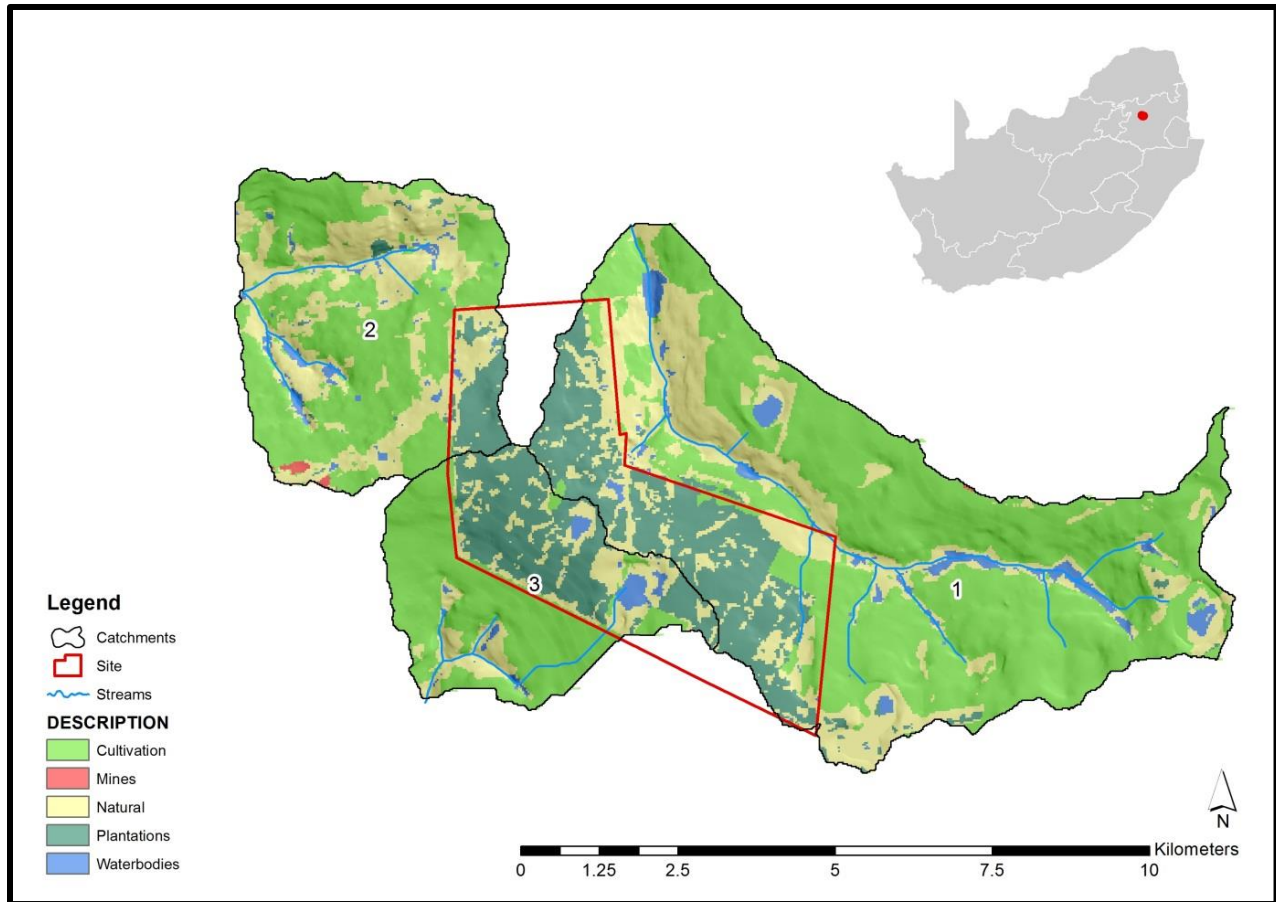 2
3
1
Legend
Catchments
Site
Streams
DESCRIPTION
Cultivation
Mines
Natural
Plantations
Waterbodies
N
Kilometers
0 1.25 2.5 5 7.5 10